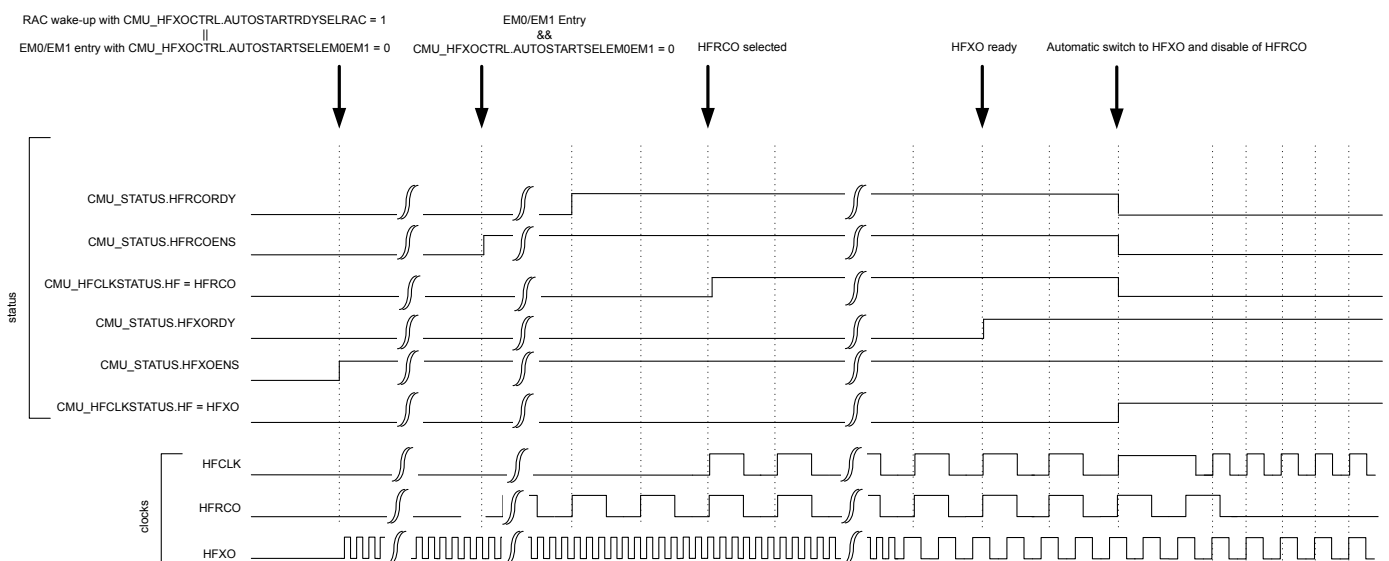 RAC wake-up with CMU_HFXOCTRL.AUTOSTARTRDYSELRAC = 1
||
EM0/EM1 entry with CMU_HFXOCTRL.AUTOSTARTSELEM0EM1 = 0
EM0/EM1 Entry
&&
CMU_HFXOCTRL.AUTOSTARTSELEM0EM1 = 0
HFRCO selected
HFXO ready
Automatic switch to HFXO and disable of HFRCO
status
CMU_STATUS.HFRCORDY
CMU_STATUS.HFRCOENS
CMU_HFCLKSTATUS.HF = HFRCO
CMU_STATUS.HFXORDY
CMU_STATUS.HFXOENS
CMU_HFCLKSTATUS.HF = HFXO
clocks
HFCLK
HFRCO
HFXO